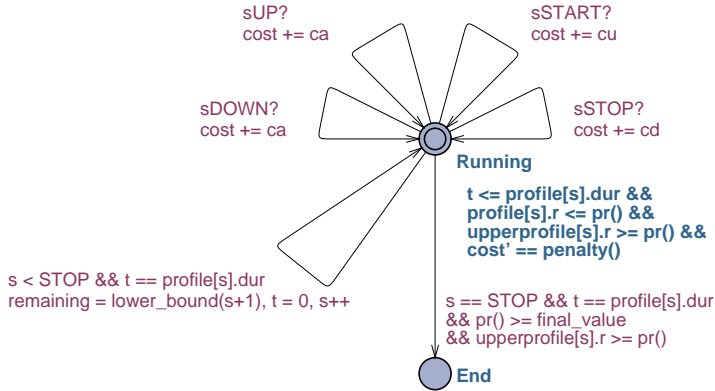 sUP?
cost += ca
sSTART?
cost += cu
sDOWN?
cost += ca
sSTOP?
cost += cd
Running
t <= profile[s].dur &&
profile[s].r <= pr() &&
upperprofile[s].r >= pr() &&
cost' == penalty()
s < STOP && t == profile[s].dur
remaining = lower_bound(s+1), t = 0, s++
s == STOP && t == profile[s].dur
&& pr() >= final_value
&& upperprofile[s].r >= pr()
End